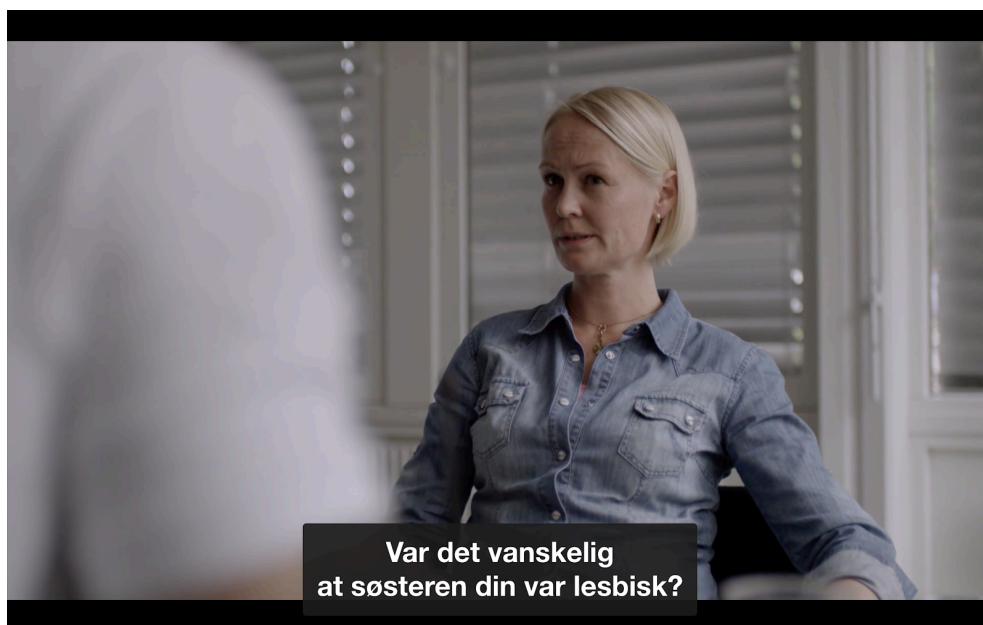 Var det vanskelig
at søsteren din var lesbisk?